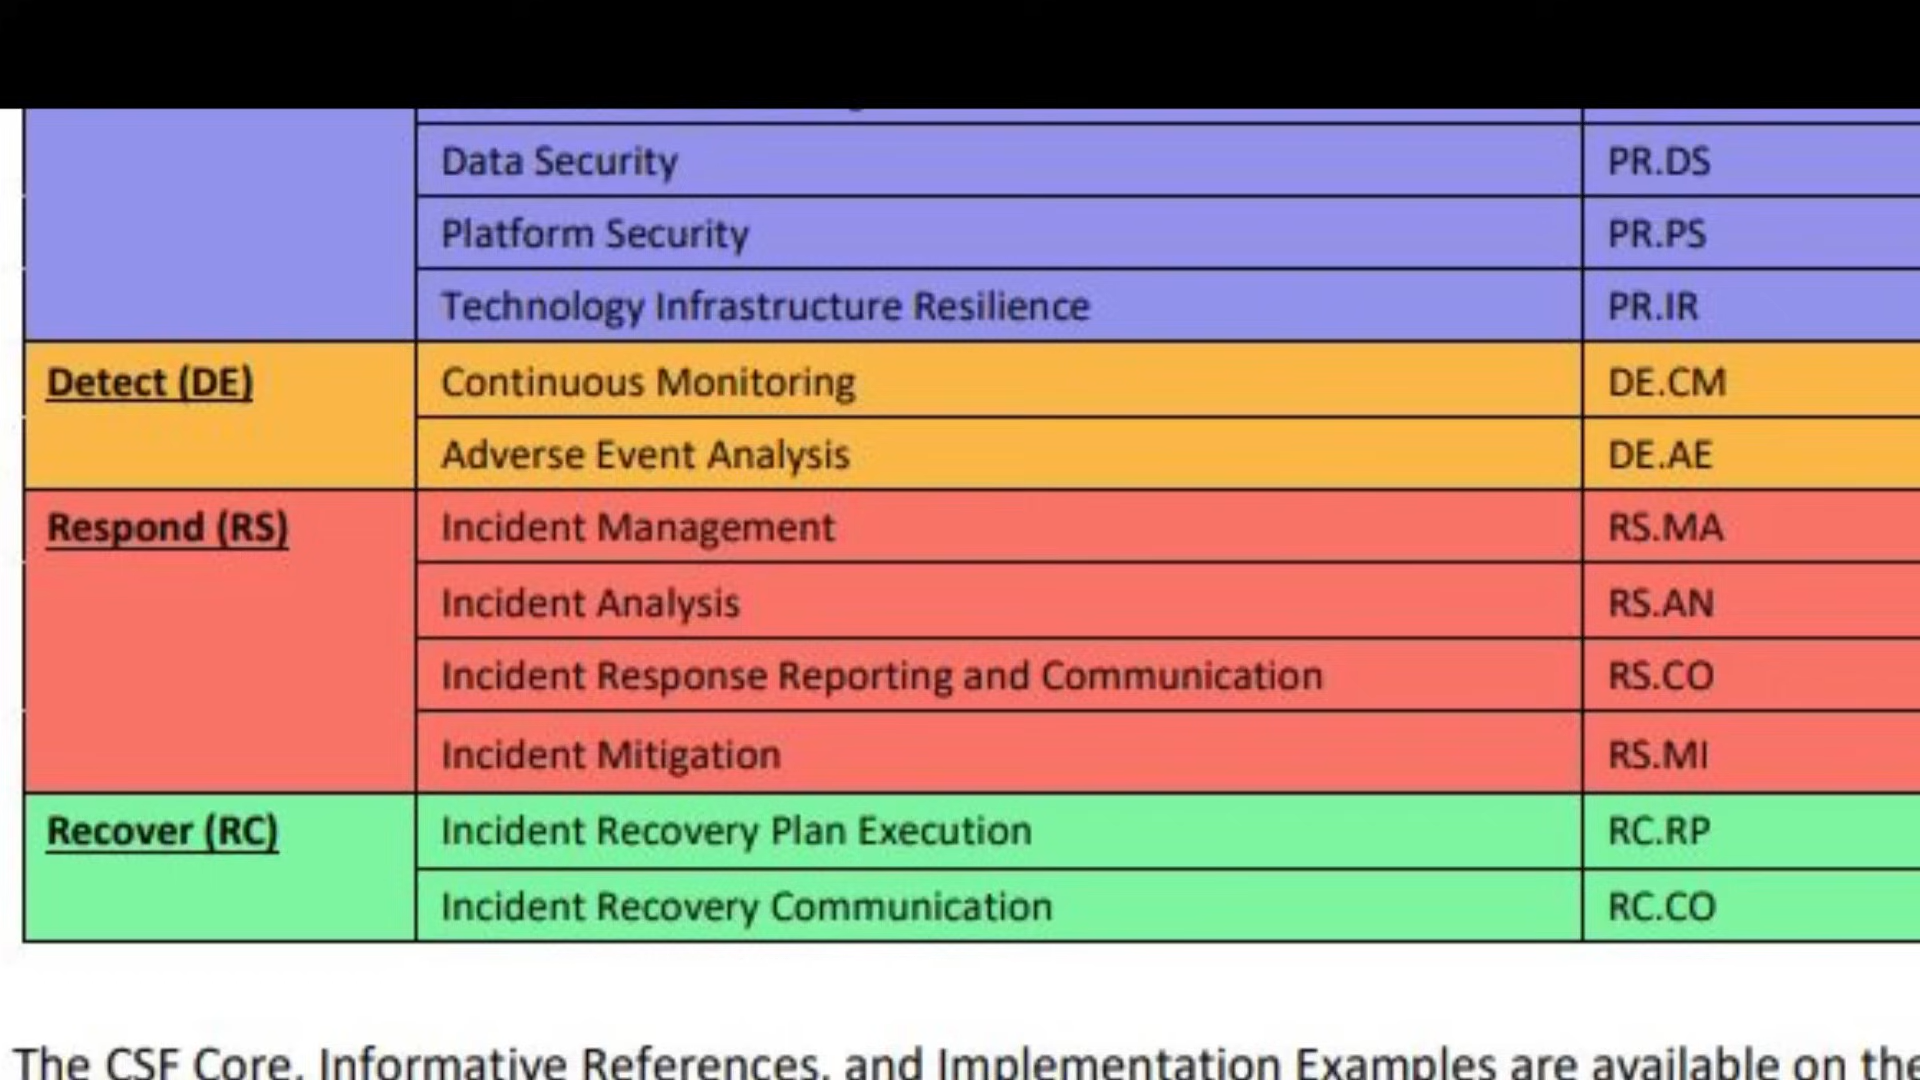 Data Security PR.DS
Platform Security PR.PS
Technology Infrastructure Resilience PR.IR
Detect (DE) Continuous Monitoring DE.CM
Adverse Event Analysis DE.AE
Respond (RS) Incident Management RS.MA
Incident Analysis RS.AN
Incident Response Reporting and Communication RS.CO
Incident Mitigation RS.MI
Recover (RC) Incident Recovery Plan Execution RC.RP
Incident Recovery Communication RC.CO
The CSF Core, Informative References, and Implementation Examples are available on the